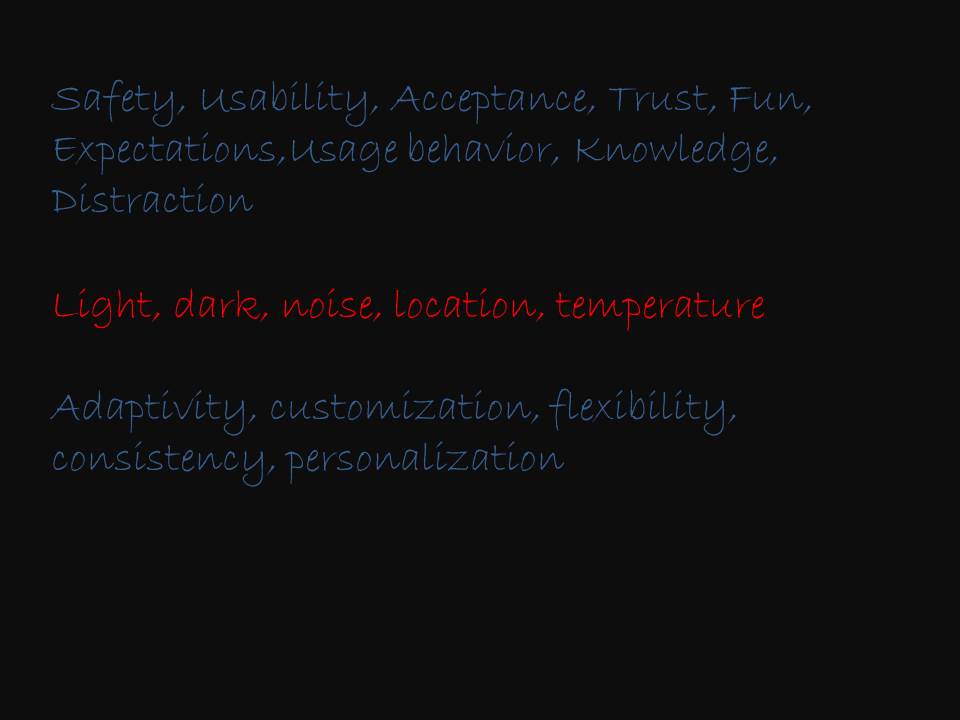 Safety, Usability, Acceptance, Trust, Fun,
Expectations,Usage behavior, Knowledge,
Distraction
Light, dark, noise, location, temperature
Adaptivity, customization, flexibility,
consistency, personalization